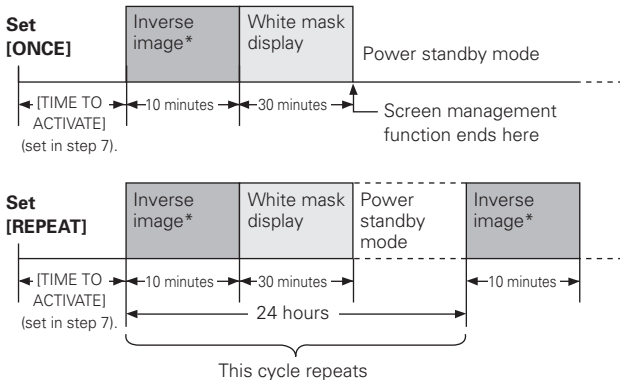 Set
[ONCE]
Inverse
image*
White mask
display
Power standby mode
[TIME TO
ACTIVATE]
(set in step 7).
10 minutes
30 minutes
Screen management
function ends here
Set
[REPEAT]
Inverse
image*
White mask
display
Power
standby
mode
Inverse
image*
[TIME TO
ACTIVATE]
(set in step 7).
10 minutes
30 minutes
10 minutes
24 hours
This cycle repeats